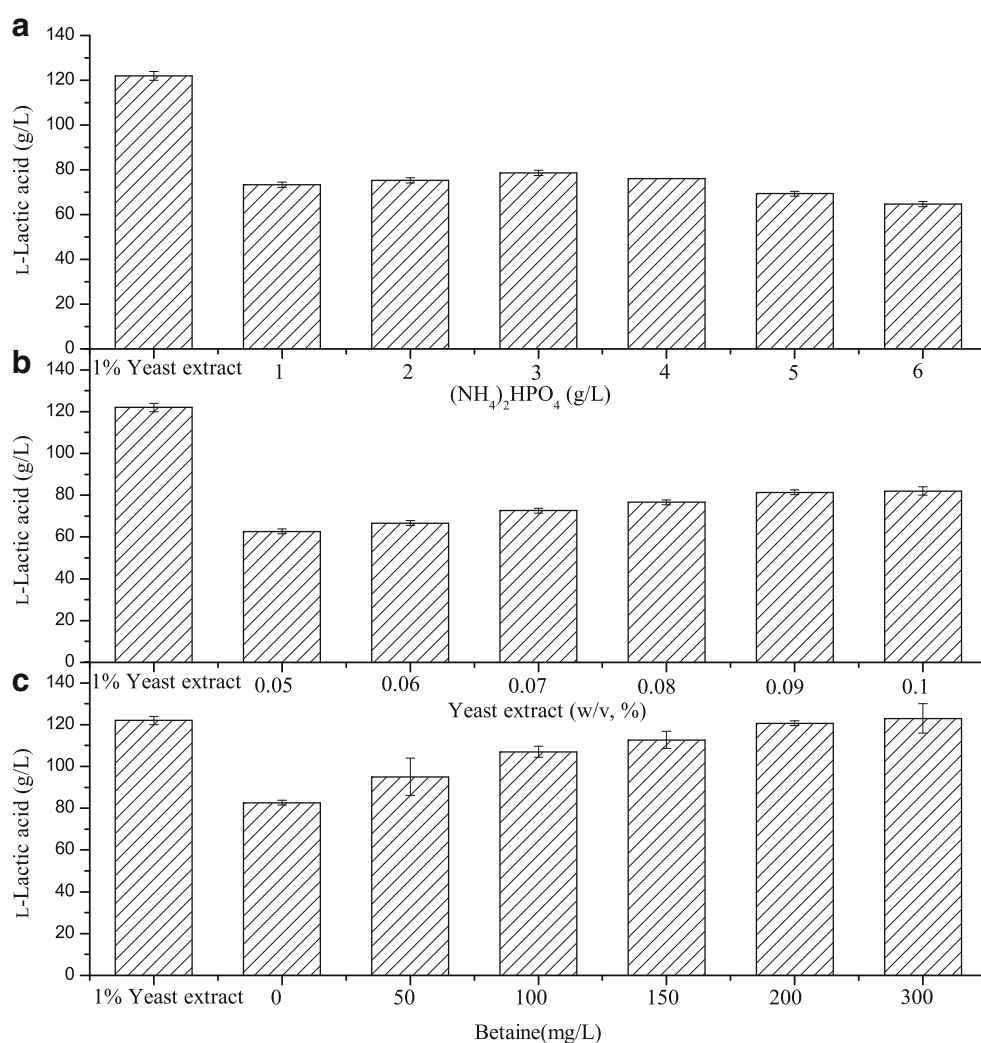 a
140
120
100
80
60
40
20
0
L-Lactic acid (g/L)
1% Yeast extract 1 2 3 4 5 6
(NH4)2HPO4 (g/L)
b
140
120
100
80
60
40
20
0
L-Lactic acid (g/L)
1% Yeast extract 0.05 0.06 0.07 0.08 0.09 0.1
Yeast extract (w/v, %)
c
140
120
100
80
60
40
20
0
L-Lactic acid (g/L)
1% Yeast extract 0 50 100 150 200 300
Betaine(mg/L)